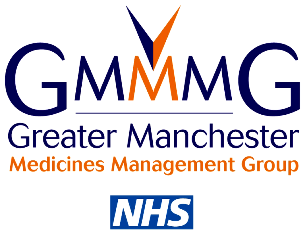 GMMMG
Greater Manchester
Medicines Management Group
NHS